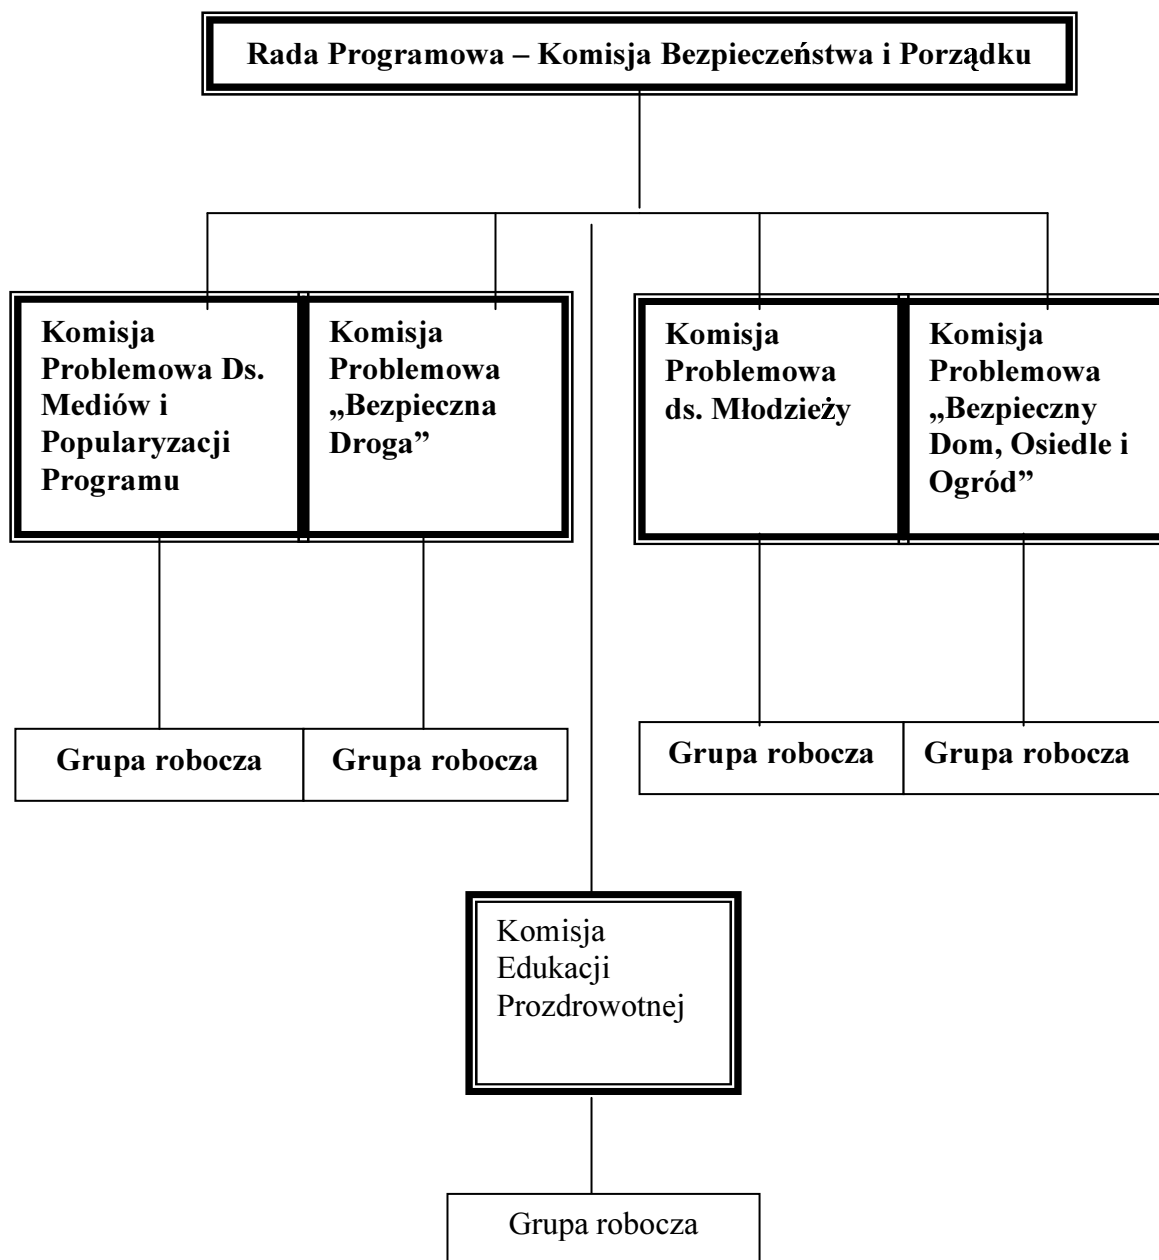 Rada Programowa – Komisja Bezpieczeństwa i Porządku
Komisja
Problemowa Ds.
Mediów i
Popularyzacji
Programu
Komisja
Problemowa
„Bezpieczna
Droga”
Komisja
Problemowa
ds. Młodzieży
Komisja
Problemowa
„Bezpieczny
Dom, Osiedle i
Ogród”
Grupa robocza
Grupa robocza
Grupa robocza
Grupa robocza
Komisja
Edukacji
Prozdrowotnej
Grupa robocza